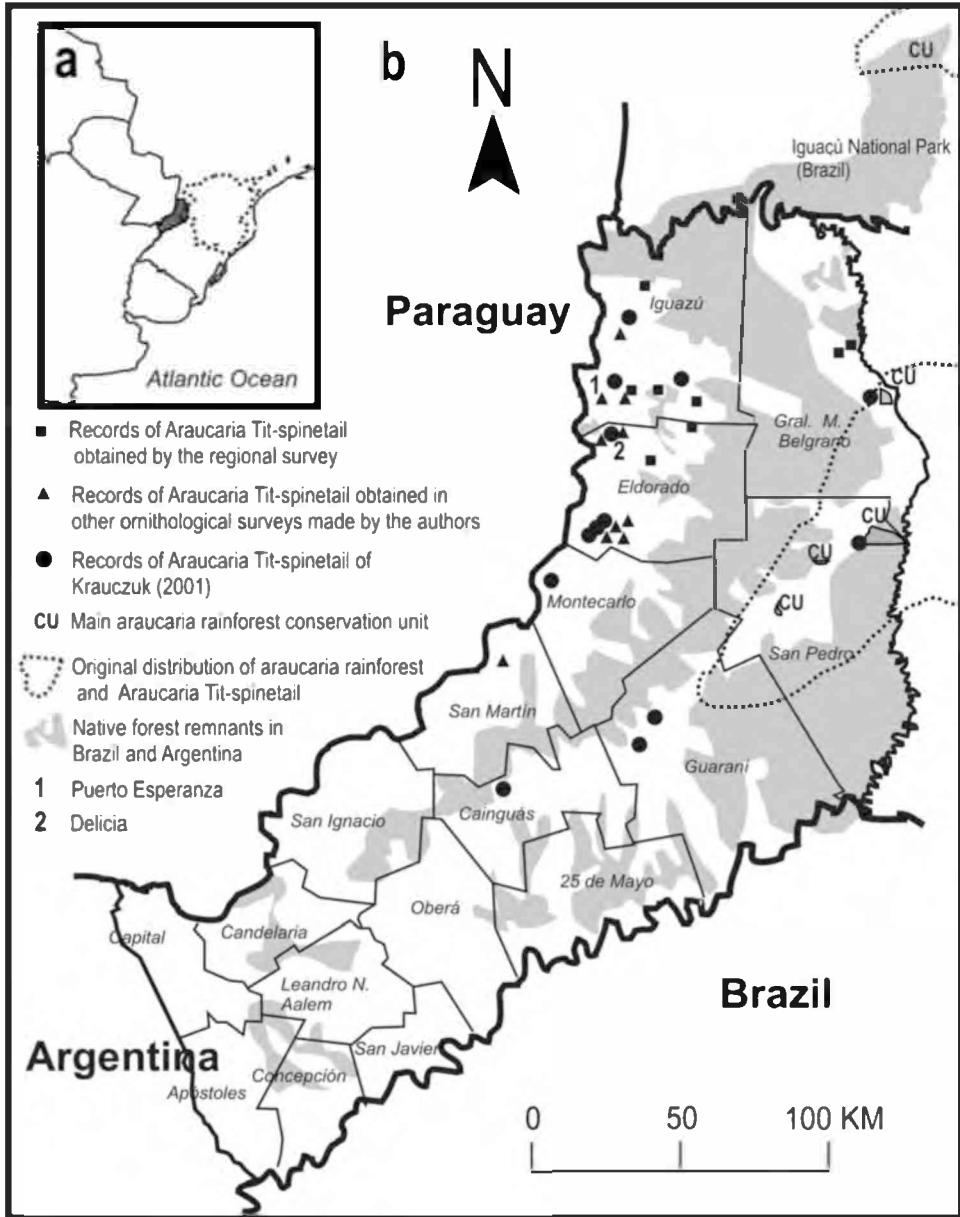 a
b
N
CU
Iguaçù National Park
(Brazil)
Paraguay
Iguazú
Atlantic Ocean
1
CU
Gral. M.
Belgrano
2
Eldorado
CU
CU
CU
Montecarlo
San Pedro
San Martín
Guaraní
San Ignacio
Cainguás
25 de Mayo
Oberá
Candelaria
Capital
Leandro N.
Aalem
Brazil
San Javier
Argentina
Concepción
Apóstoles
Records of Araucaria Tit-spinetail
obtained by the regional survey
Records of Araucaria Tit-spinetail obtained in
other ornithological surveys made by the authors
Records of Araucaria Tit-spinetail of
Krauczuk (2001)
CU Main araucaria rainforest conservation unit
Original distribution of araucaria rainforest
and Araucaria Tit-spinetail
Native forest remnants in
Brazil and Argentina
1 Puerto Esperanza
2 Delicia
0 50 100 KM